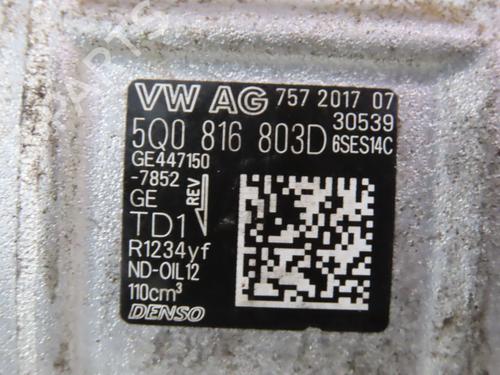 VW AG 757 2017 07
30539
5Q0 816 803D 6SES14C
GE447150
-7852
GE REV
TD1
R1234yf
ND-OIL12
110cm³
DENSO